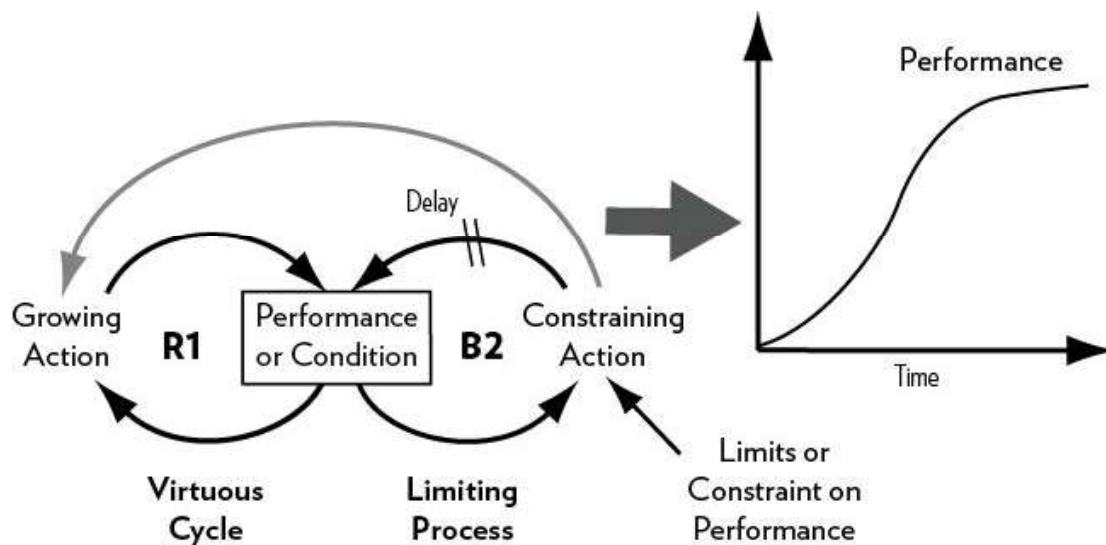 Performance
Delay
Growing
Action
R1
Performance
or Condition
B2
Constraining
Action
Time
Virtuous
Cycle
Limiting
Process
Limits or
Constraint on
Performance